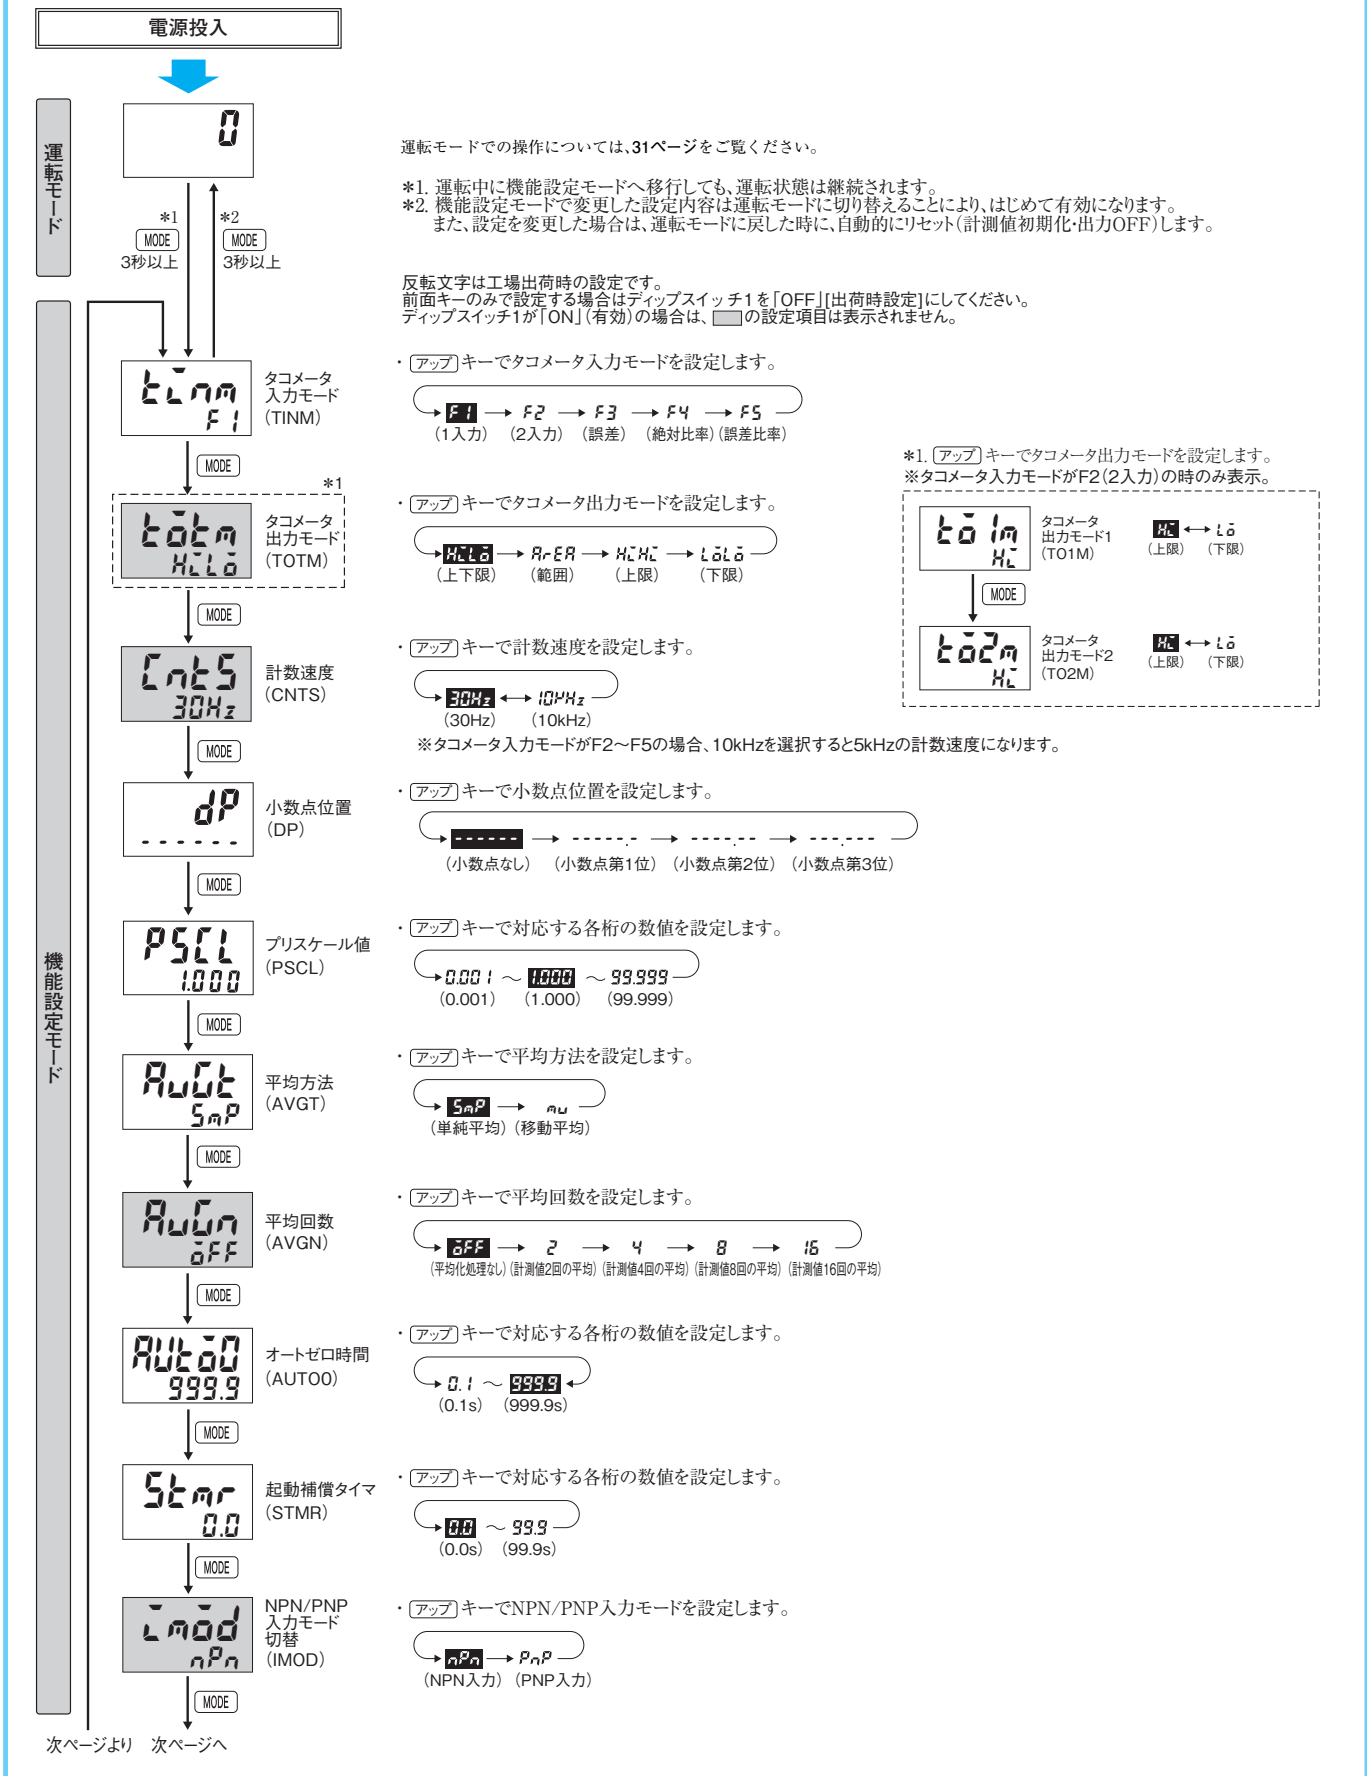 電源投入
運転モード
0
運転モードでの操作については、31ページをご覧ください。
*1. 運転中に機能設定モードへ移行しても、運転状態は継続されます。
*2. 機能設定モードで変更した設定内容は運転モードに切り替えることにより、はじめて有効になります。
また、設定を変更した場合は、運転モードに戻した時に、自動的にリセット(計測値初期化・出力OFF)します。
*1 *2
MODE MODE
3秒以上 3秒以上
反転文字は工場出荷時の設定です。
前面キーのみで設定する場合はディップスイッチ1を「OFF」[出荷時設定]にしてください。
ディップスイッチ1が「ON」(有効)の場合は、の設定項目は表示されません。
機能設定モード
tinm
F1
タコメータ
入力モード
(TINM)
・アップキーでタコメータ入力モードを設定します。
F1 → F2 → F3 → F4 → F5
(1入力) (2入力) (誤差) (絶対比率) (誤差比率)
MODE
*1
totm
HiLo
タコメータ
出力モード
(TOTM)
・アップキーでタコメータ出力モードを設定します。
HiLo → ArEA → HiHi → LoLo
(上下限) (範囲) (上限) (下限)
*1. アップキーでタコメータ出力モードを設定します。
※タコメータ入力モードがF2(2入力)の時のみ表示。
to1m
Hi
タコメータ
出力モード1
(TO1M)
Hi ↔ Lo
(上限) (下限)
MODE
to2m
Hi
タコメータ
出力モード2
(TO2M)
Hi ↔ Lo
(上限) (下限)
MODE
CntS
30Hz
計数速度
(CNTS)
・アップキーで計数速度を設定します。
30Hz ↔ 10kHz
(30Hz) (10kHz)
※タコメータ入力モードがF2～F5の場合、10kHzを選択すると5kHzの計数速度になります。
MODE
dP
------
小数点位置
(DP)
・アップキーで小数点位置を設定します。
------ → -----.- → ----.-- → ---.---
(小数点なし) (小数点第1位) (小数点第2位) (小数点第3位)
MODE
PSCL
1.000
プリスケール値
(PSCL)
・アップキーで対応する各桁の数値を設定します。
0.001 ～ 1.000 ～ 99.999
(0.001) (1.000) (99.999)
MODE
AvGt
SmP
平均方法
(AVGT)
・アップキーで平均方法を設定します。
SmP → mv
(単純平均) (移動平均)
MODE
AvGn
oFF
平均回数
(AVGN)
・アップキーで平均回数を設定します。
oFF → 2 → 4 → 8 → 16
(平均化処理なし) (計測値2回の平均) (計測値4回の平均) (計測値8回の平均) (計測値16回の平均)
MODE
AUto0
999.9
オートゼロ時間
(AUTO0)
・アップキーで対応する各桁の数値を設定します。
0.1 ～ 999.9
(0.1s) (999.9s)
MODE
Stmr
0.0
起動補償タイマ
(STMR)
・アップキーで対応する各桁の数値を設定します。
0.0 ～ 99.9
(0.0s) (99.9s)
MODE
imod
nPn
NPN/PNP
入力モード
切替
(IMOD)
・アップキーでNPN/PNP入力モードを設定します。
nPn → PnP
(NPN入力) (PNP入力)
MODE
次ページより 次ページへ